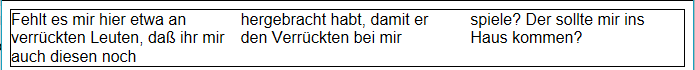 Fehlt es mir hier etwa an
verrückten Leuten, daß ihr mir
auch diesen noch
hergebracht habt, damit er
den Verrückten bei mir
spiele? Der sollte mir ins
Haus kommen?